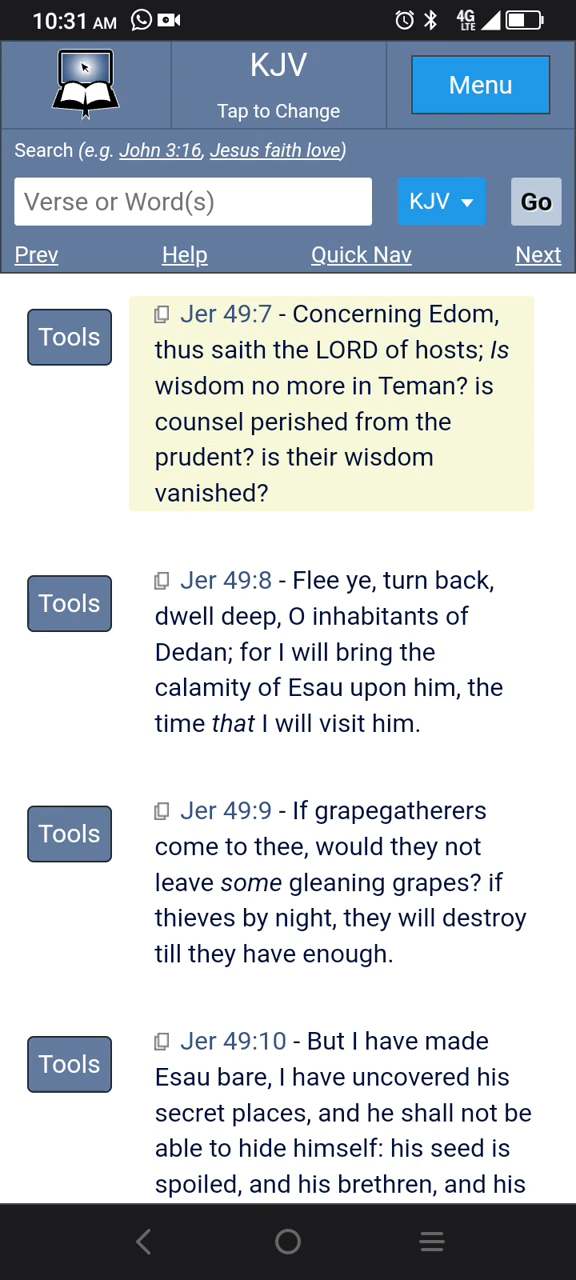 10:31 AM
4G
LTE
KJV
Tap to Change
Menu
Search (e.g. John 3:16, Jesus faith love)
Verse or Word(s)
KJV
Go
Prev
Help
Quick Nav
Next
Tools
Jer 49:7 - Concerning Edom,
thus saith the LORD of hosts; Is
wisdom no more in Teman? is
counsel perished from the
prudent? is their wisdom
vanished?
Tools
Jer 49:8 - Flee ye, turn back,
dwell deep, O inhabitants of
Dedan; for I will bring the
calamity of Esau upon him, the
time that I will visit him.
Tools
Jer 49:9 - If grapegatherers
come to thee, would they not
leave some gleaning grapes? if
thieves by night, they will destroy
till they have enough.
Tools
Jer 49:10 - But I have made
Esau bare, I have uncovered his
secret places, and he shall not be
able to hide himself: his seed is
spoiled, and his brethren, and his